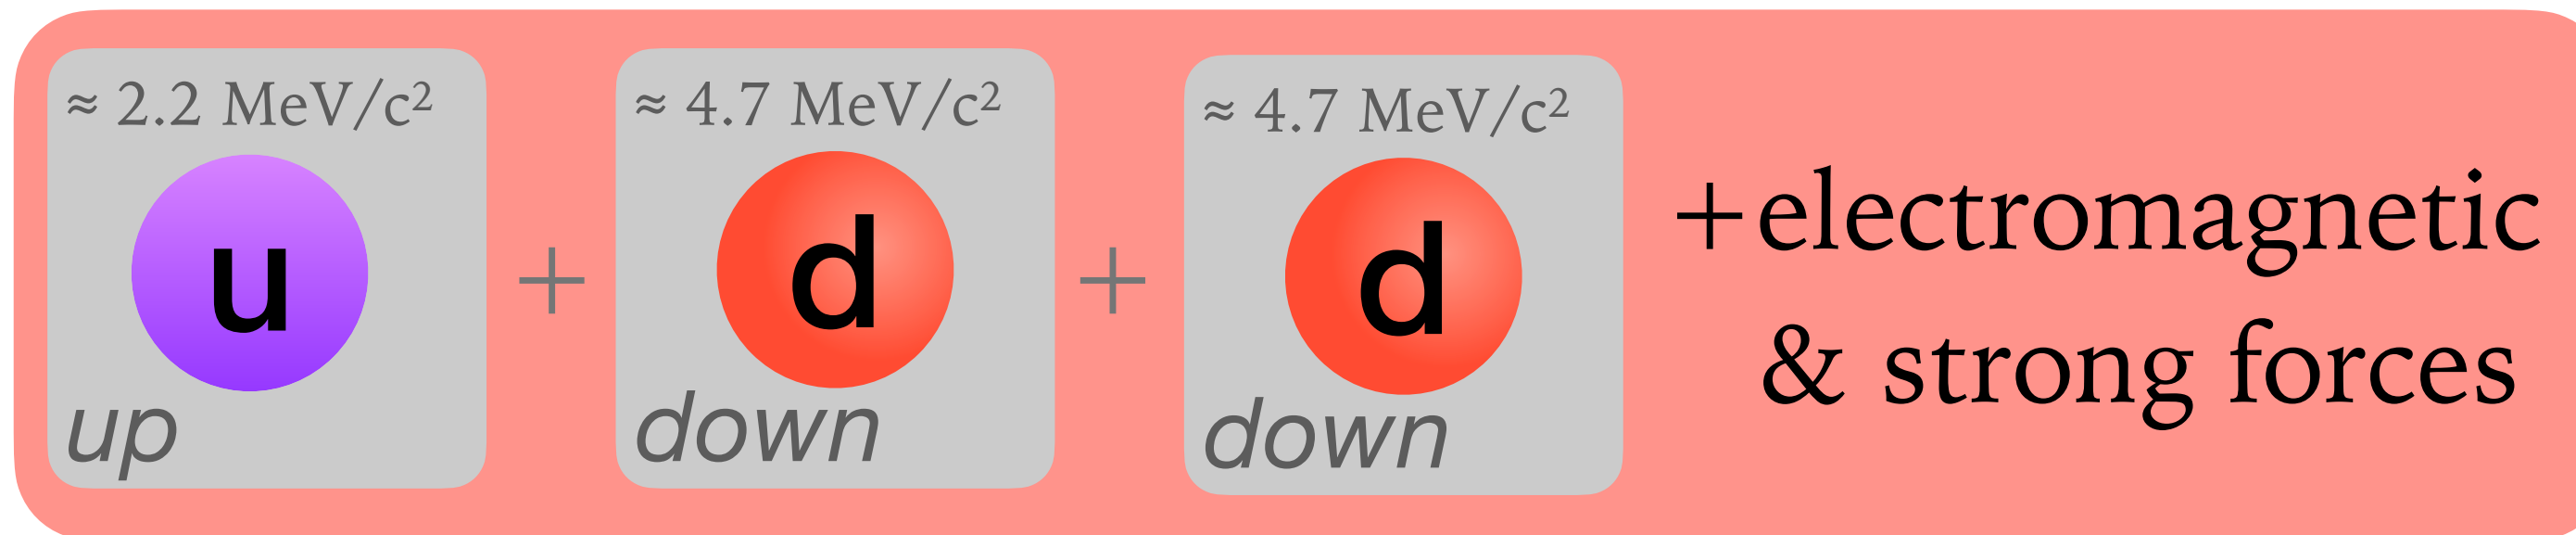 ≈ 2.2 MeV/c²
u
up
+
≈ 4.7 MeV/c²
d
down
+
≈ 4.7 MeV/c²
d
down
+electromagnetic
& strong forces